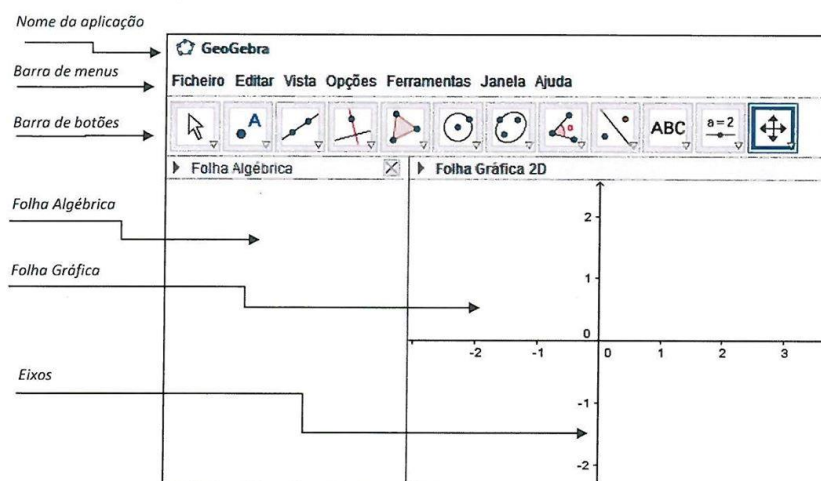 Nome da aplicação
GeoGebra
Barra de menus
Ficheiro Editar Vista Opções Ferramentas Janela Ajuda
Barra de botões
A
α
ABC
a=2
Folha Algébrica
Folha Gráfica 2D
Folha Algébrica
Folha Gráfica
Eixos
2
1
0
-2 -1 0 1 2 3
-1
-2